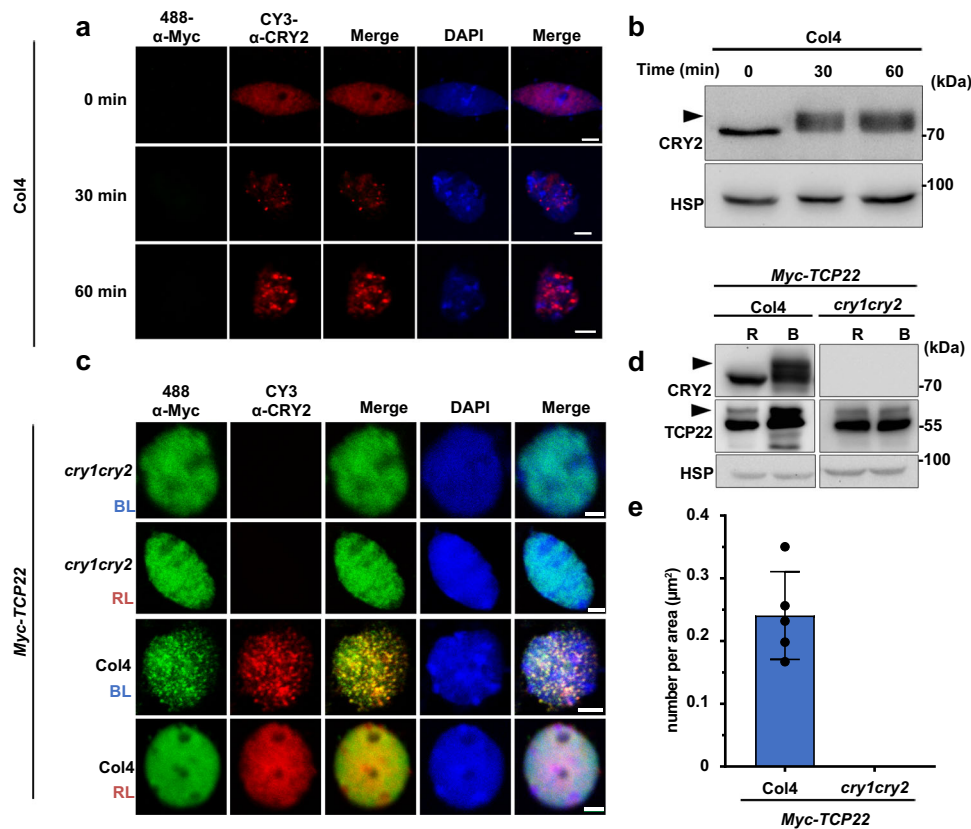 a
488-
α-Myc
CY3-
α-CRY2
Merge
DAPI
Merge
Col4
0 min
30 min
60 min
b
Col4
Time (min)
0
30
60
(kDa)
CRY2
-70
HSP
-100
c
488
α-Myc
CY3
α-CRY2
Merge
DAPI
Merge
Myc-TCP22
cry1cry2
BL
cry1cry2
RL
Col4
BL
Col4
RL
d
Myc-TCP22
Col4
cry1cry2
R
B
R
B
(kDa)
CRY2
-70
TCP22
-55
HSP
-100
e
number per area (μm²)
0.4
0.3
0.2
0.1
0
Col4
cry1cry2
Myc-TCP22